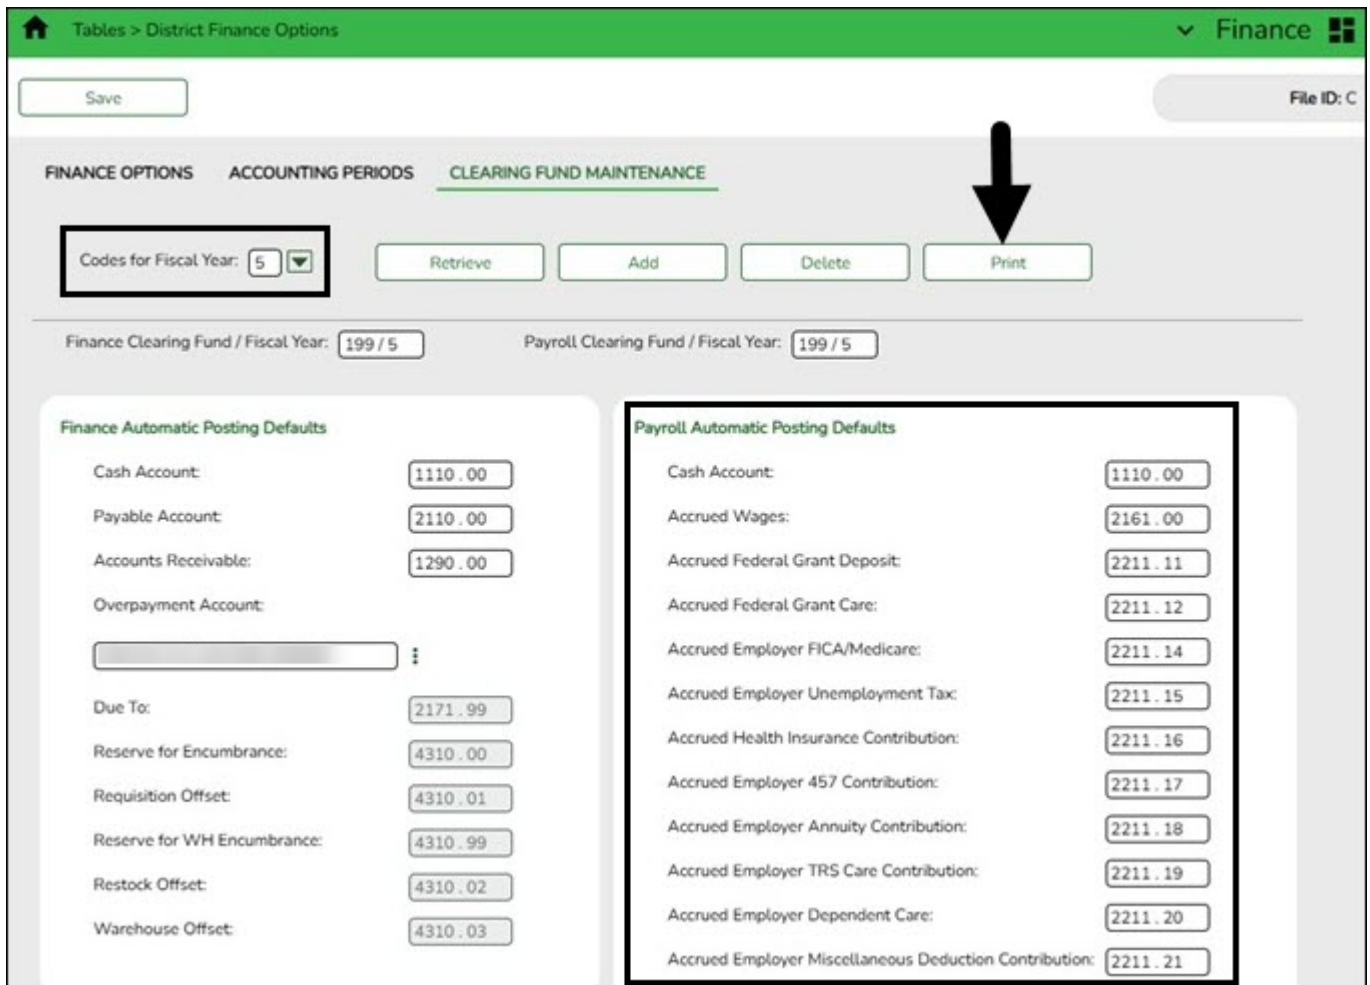 Tables > District Finance Options
Finance
Save
File ID: C
FINANCE OPTIONS ACCOUNTING PERIODS CLEARING FUND MAINTENANCE
Codes for Fiscal Year: 5 Retrieve Add Delete Print
Finance Clearing Fund / Fiscal Year: 199 / 5 Payroll Clearing Fund / Fiscal Year: 199 / 5
Finance Automatic Posting Defaults
Cash Account: 1110 . 00
Payable Account: 2110 . 00
Accounts Receivable: 1290 . 00
Overpayment Account:
Due To: 2171 . 99
Reserve for Encumbrance: 4310 . 00
Requisition Offset: 4310 . 01
Reserve for WH Encumbrance: 4310 . 99
Restock Offset: 4310 . 02
Warehouse Offset: 4310 . 03
Payroll Automatic Posting Defaults
Cash Account: 1110 . 00
Accrued Wages: 2161 . 00
Accrued Federal Grant Deposit: 2211 . 11
Accrued Federal Grant Care: 2211 . 12
Accrued Employer FICA/Medicare: 2211 . 14
Accrued Employer Unemployment Tax: 2211 . 15
Accrued Health Insurance Contribution: 2211 . 16
Accrued Employer 457 Contribution: 2211 . 17
Accrued Employer Annuity Contribution: 2211 . 18
Accrued Employer TRS Care Contribution: 2211 . 19
Accrued Employer Dependent Care: 2211 . 20
Accrued Employer Miscellaneous Deduction Contribution: 2211 . 21